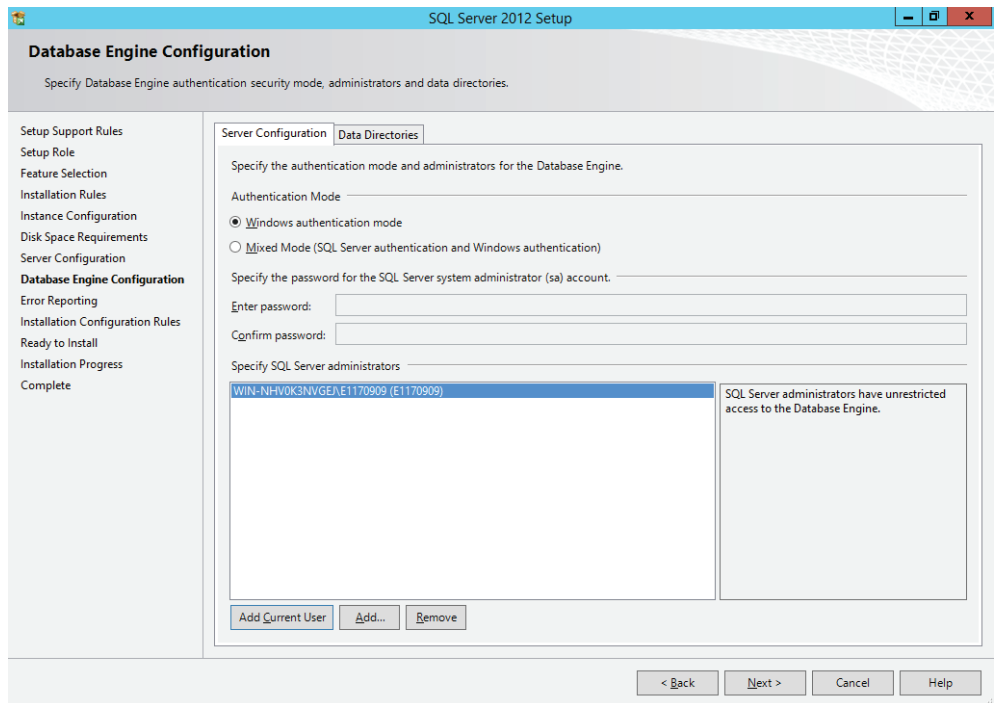 SQL Server 2012 Setup
Database Engine Configuration
Specify Database Engine authentication security mode, administrators and data directories.
Setup Support Rules
Setup Role
Feature Selection
Installation Rules
Instance Configuration
Disk Space Requirements
Server Configuration
Database Engine Configuration
Error Reporting
Installation Configuration Rules
Ready to Install
Installation Progress
Complete
Server Configuration
Data Directories
Specify the authentication mode and administrators for the Database Engine.
Authentication Mode
Windows authentication mode
Mixed Mode (SQL Server authentication and Windows authentication)
Specify the password for the SQL Server system administrator (sa) account.
Enter password:
Confirm password:
Specify SQL Server administrators
WIN-NHV0K3NVGEJ\E1170909 (E1170909)
SQL Server administrators have unrestricted
access to the Database Engine.
Add Current User
Add...
Remove
< Back
Next >
Cancel
Help